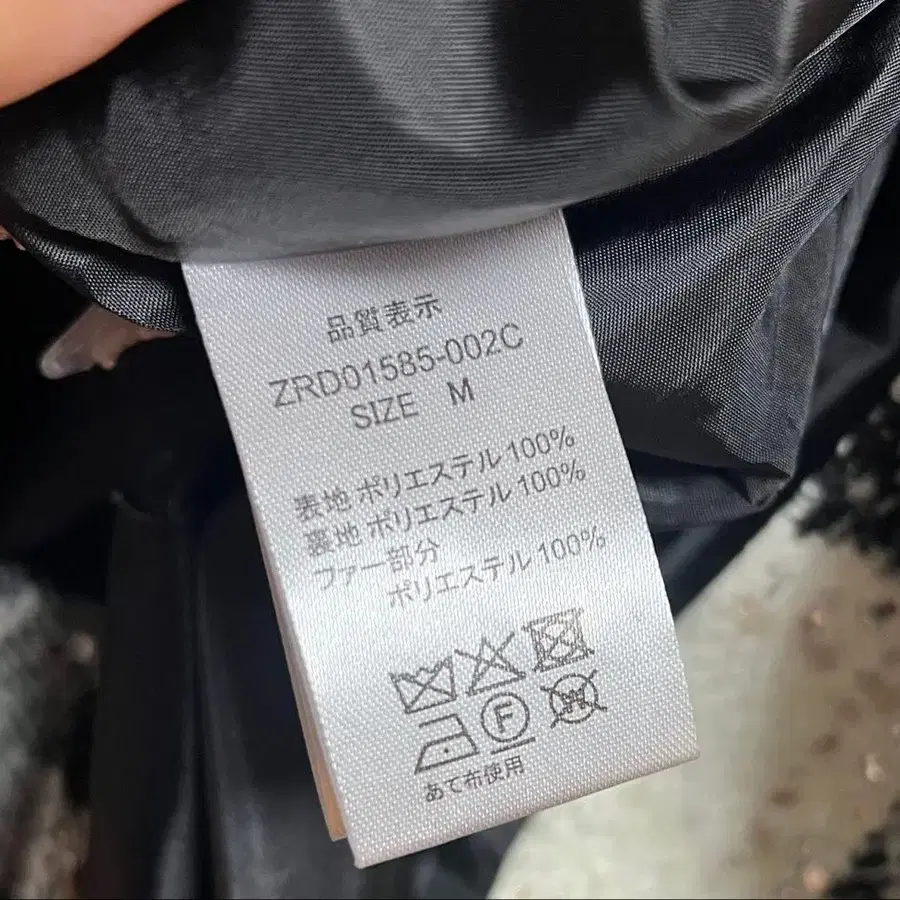 品質表示
ZRD01585-002C
SIZE M
表地 ポリエステル 100%
裏地 ポリエステル 100%
ファー部分
ポリエステル 100%
F W
あて布使用